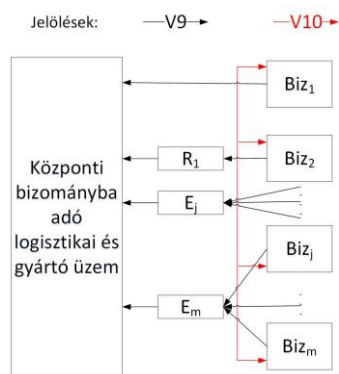 Jelölések: V9 V10
Biz₁
R₁ Biz₂
Központi
bizományba
adó
logisztikai és
gyártó üzem
Eⱼ
Bizⱼ
Eₘ
Bizₘ